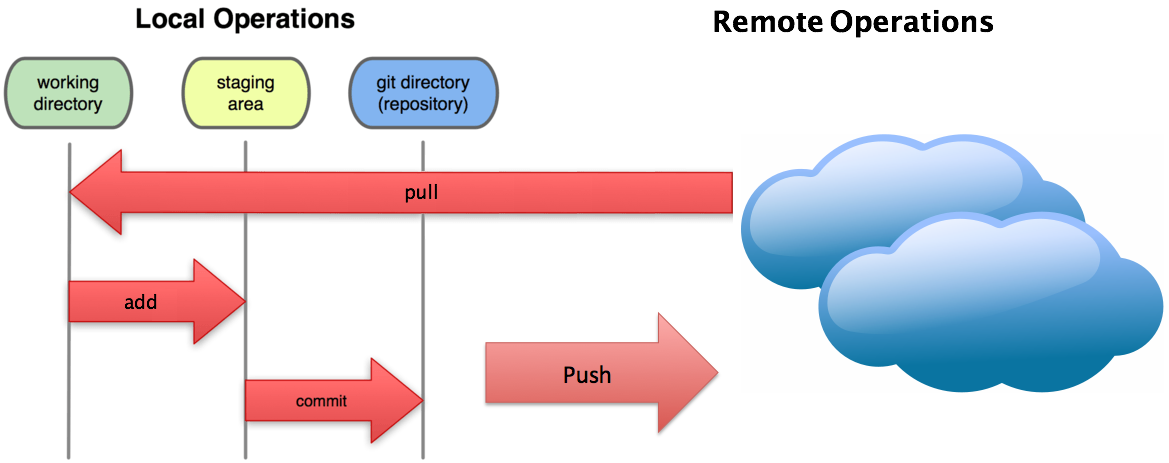 Local Operations
Remote Operations
working
directory
staging
area
git directory
(repository)
pull
add
commit
Push